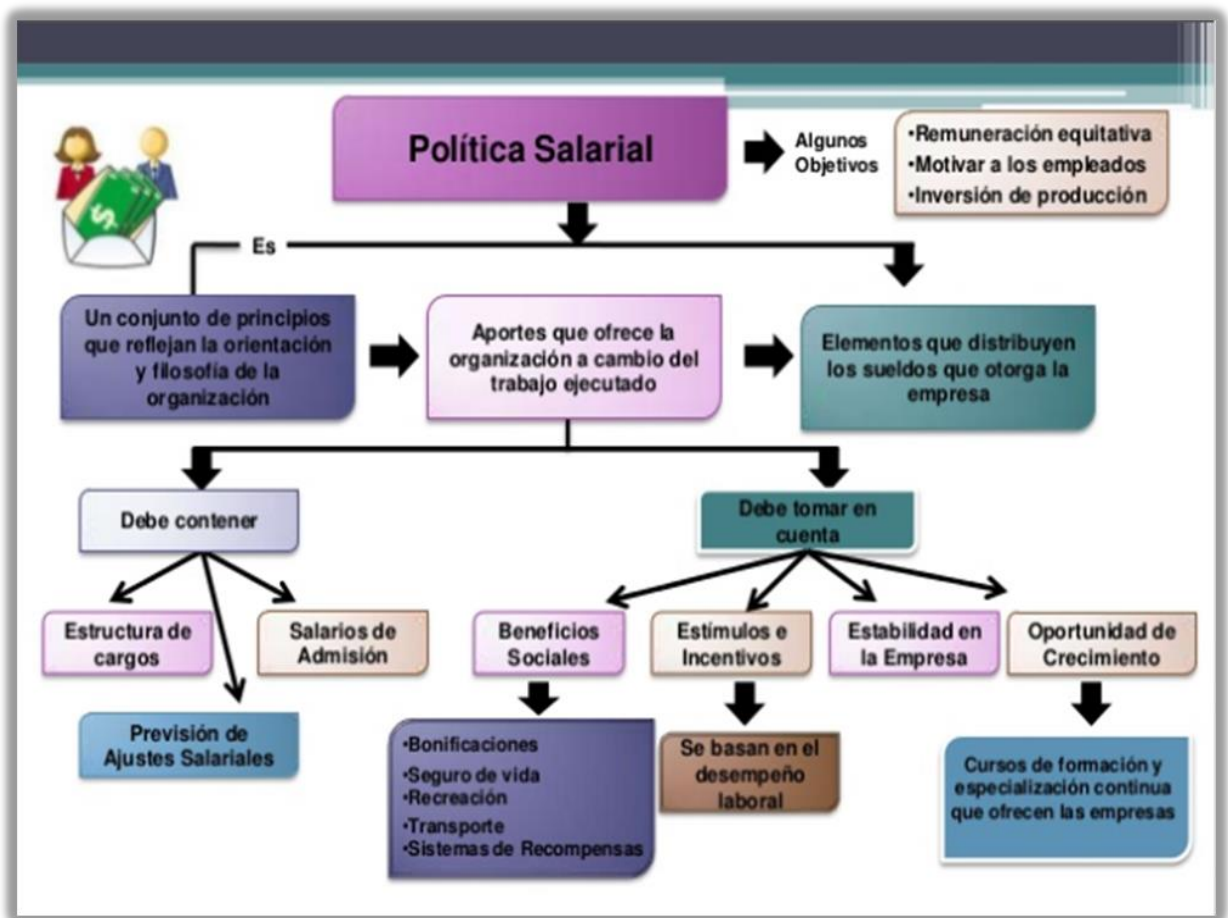 Política Salarial
Algunos
Objetivos
•Remuneración equitativa
•Motivar a los empleados
•Inversión de producción
Es
Un conjunto de principios
que reflejan la orientación
y filosofía de la
organización
Aportes que ofrece la
organización a cambio del
trabajo ejecutado
Elementos que distribuyen
los sueldos que otorga la
empresa
Debe contener
Debe tomar en
cuenta
Estructura de
cargos
Salarios de
Admisión
Previsión de
Ajustes Salariales
Beneficios
Sociales
Estímulos e
Incentivos
Estabilidad en
la Empresa
Oportunidad de
Crecimiento
•Bonificaciones
•Seguro de vida
•Recreación
•Transporte
•Sistemas de Recompensas
Se basan en el
desempeño
laboral
Cursos de formación y
especialización continua
que ofrecen las empresas
$